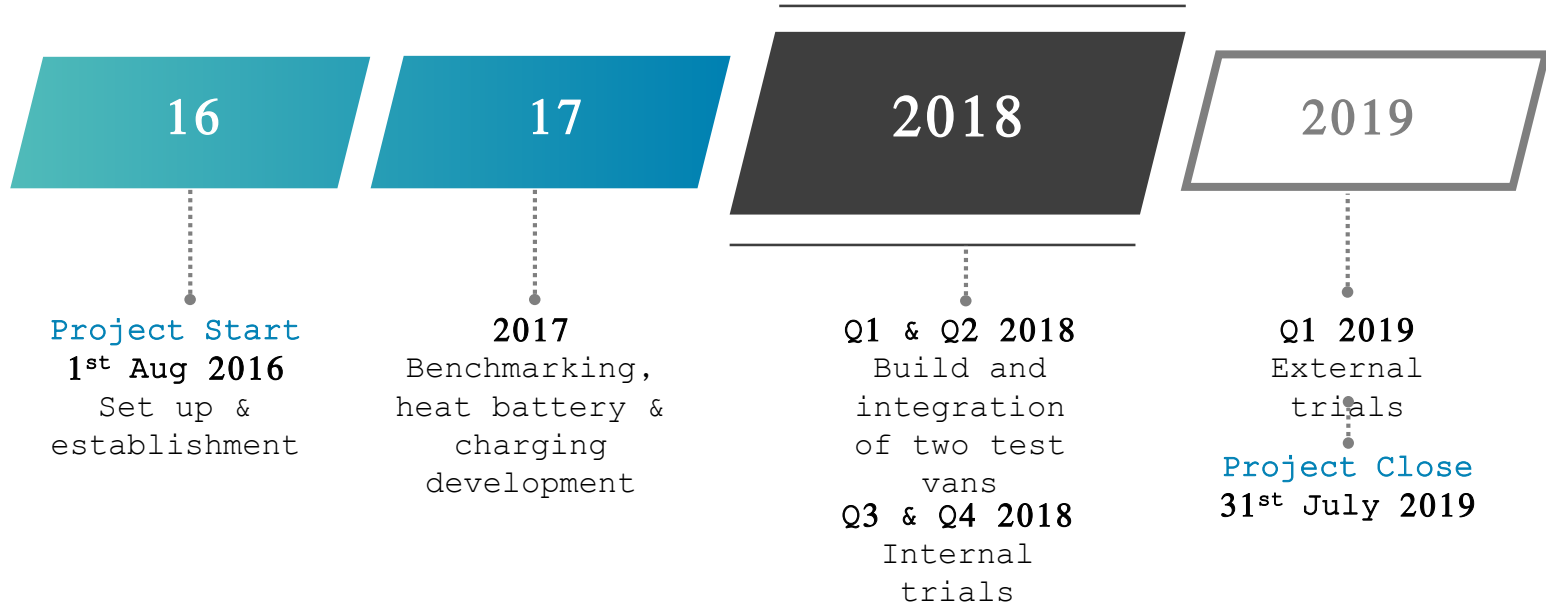 16
17
2018
2019
Project Start
1st Aug 2016
Set up &
establishment
2017
Benchmarking,
heat battery &
charging
development
Q1 & Q2 2018
Build and
integration
of two test
vans
Q3 & Q4 2018
Internal
trials
Q1 2019
External
trials
Project Close
31st July 2019